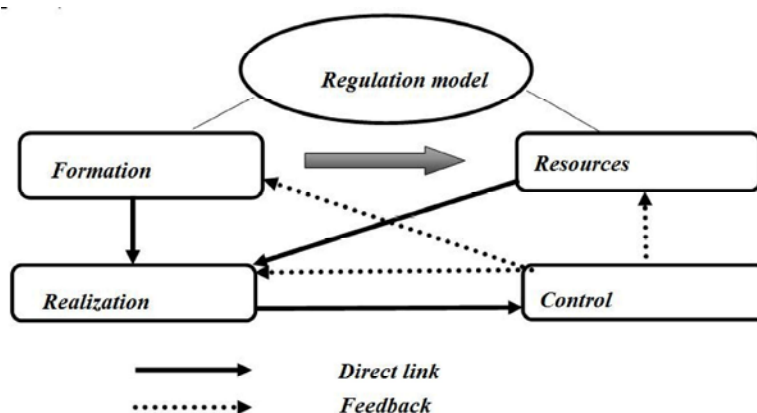 Regulation model
Formation
Resources
Realization
Control
Direct link
Feedback